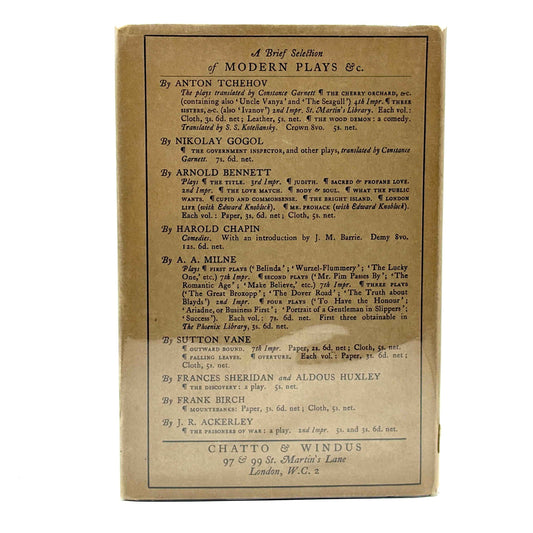 A Brief Selection
of MODERN PLAYS &c.
By ANTON TCHEHOV
The plays translated by Constance Garnett ¶ THE CHERRY ORCHARD, &C.
(containing also 'Uncle Vanya' and 'The Seagull') 4th Impr. ¶ THREE
SISTERS, &C. (also 'Ivanov') 2nd Impr. St. Martin's Library. Each vol.:
Cloth, 3s. 6d. net; Leather, 5s. net. ¶ THE WOOD DEMON: a comedy.
Translated by S. S. Koteliansky. Crown 8vo. 5s. net.
By NIKOLAY GOGOL
¶ THE GOVERNMENT INSPECTOR, and other plays, translated by Constance
Garnett. 7s. 6d. net.
By ARNOLD BENNETT
Plays ¶ THE TITLE. 3rd Impr. ¶ JUDITH. ¶ SACRED & PROFANE LOVE.
2nd Impr. ¶ THE LOVE MATCH. ¶ BODY & SOUL. ¶ WHAT THE PUBLIC
WANTS. ¶ CUPID AND COMMONSENSE. ¶ THE BRIGHT ISLAND. ¶ LONDON
LIFE (with Edward Knoblock). ¶ MR. PROHACK (with Edward Knoblock).
Each vol.: Paper, 3s. 6d. net; Cloth, 5s. net.
By HAROLD CHAPIN
Comedies. With an introduction by J. M. Barrie. Demy 8vo.
12s. 6d. net.
By A. A. MILNE
Plays ¶ FIRST PLAYS ('Belinda'; 'Wurzel-Flummery'; 'The Lucky
One,' etc.) 7th Impr. ¶ SECOND PLAYS ('Mr. Pim Passes By'; 'The
Romantic Age'; 'Make Believe,' etc.) 7th Impr. ¶ THREE PLAYS
('The Great Broxopp'; 'The Dover Road'; 'The Truth about
Blayds') 2nd Impr. ¶ FOUR PLAYS ('To Have the Honour';
'Ariadne, or Business First'; 'Portrait of a Gentleman in Slippers';
'Success'). Each vol.: 7s. 6d. net. First three obtainable in
The Phoenix Library, 3s. 6d. net.
By SUTTON VANE
¶ OUTWARD BOUND. 7th Impr. Paper, 2s. 6d. net; Cloth, 5s. net.
¶ FALLING LEAVES. ¶ OVERTURE. Each vol.: Paper, 3s. 6d. net;
Cloth, 5s. net.
By FRANCES SHERIDAN and ALDOUS HUXLEY
¶ THE DISCOVERY: a play. 5s. net.
By FRANK BIRCH
¶ MOUNTEBANKS: Paper, 3s. 6d. net; Cloth, 5s. net.
By J. R. ACKERLEY
¶ THE PRISONERS OF WAR: a play. 2nd Impr. 5s. and 3s. 6d. net.
CHATTO & WINDUS
97 & 99 St. Martin's Lane
London, W.C. 2